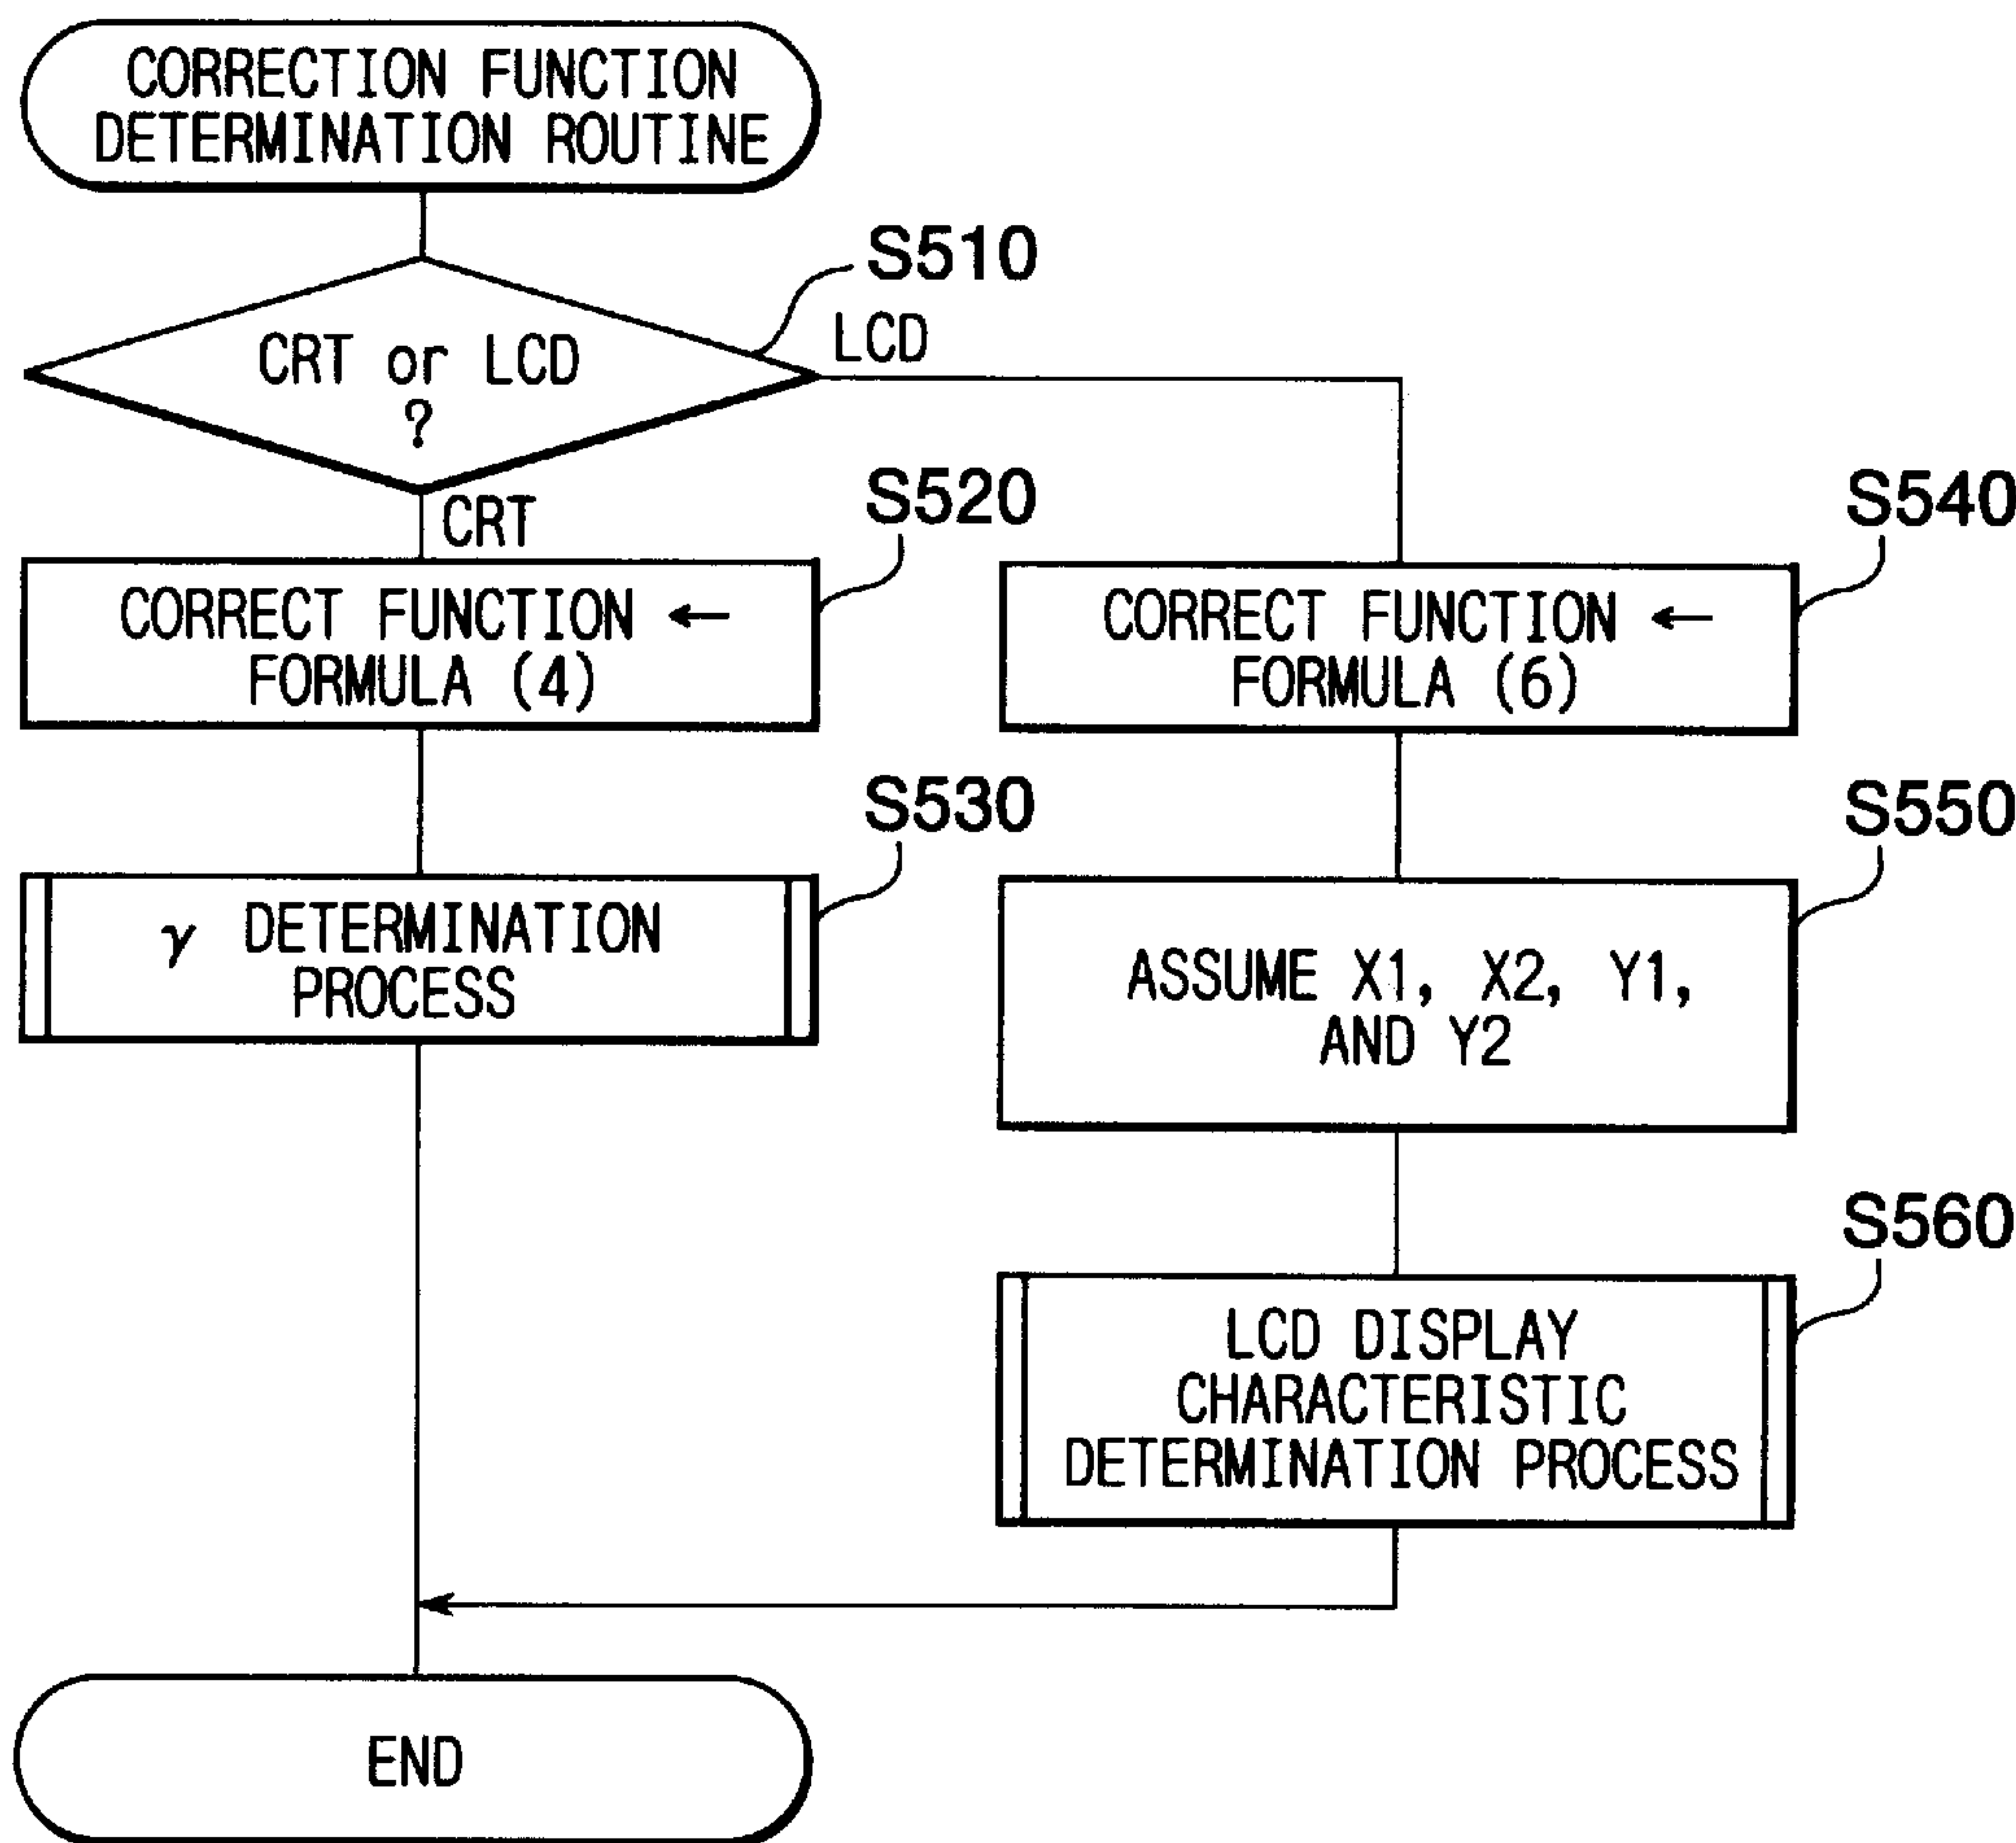 CORRECTION FUNCTION
DETERMINATION ROUTINE
S510
CRT or LCD
?
LCD
CRT
S520
CORRECT FUNCTION ←
FORMULA (4)
S530
γ DETERMINATION
PROCESS
S540
CORRECT FUNCTION ←
FORMULA (6)
S550
ASSUME X1, X2, Y1,
AND Y2
S560
LCD DISPLAY
CHARACTERISTIC
DETERMINATION PROCESS
END